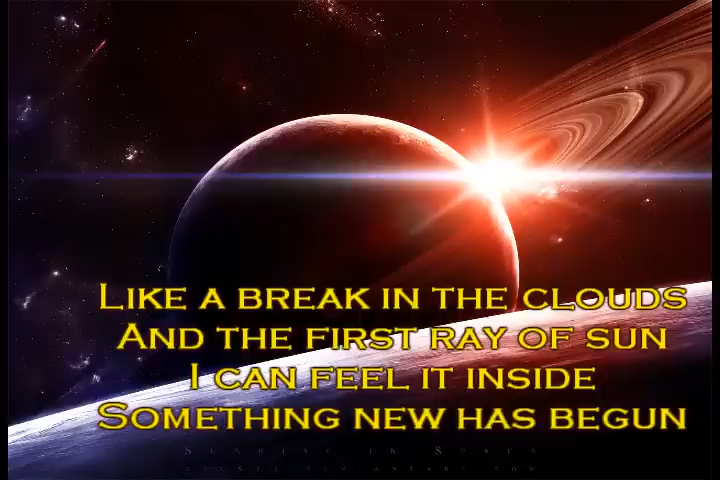 LIKE A BREAK IN THE CLOUDS
AND THE FIRST RAY OF SUN
I CAN FEEL IT INSIDE
SOMETHING NEW HAS BEGUN
SUNRISE IN SPACE